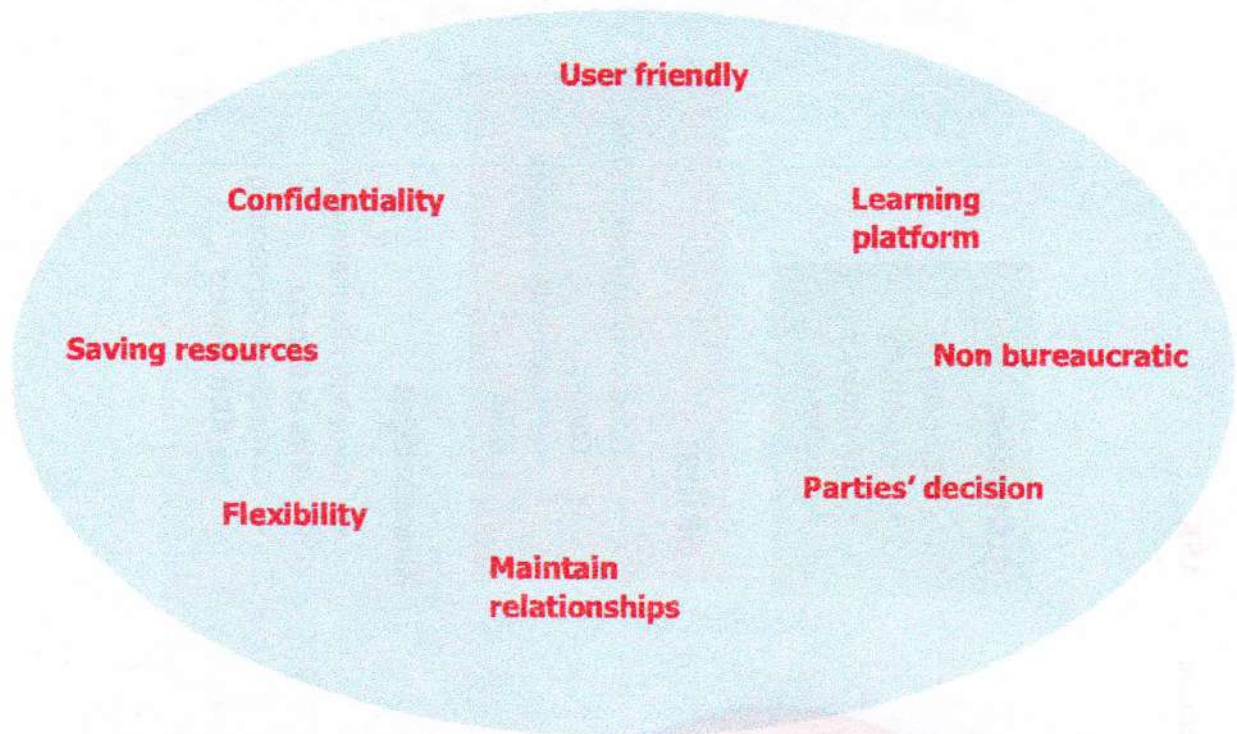 User friendly
Confidentiality
Learning
platform
Saving resources
Non bureaucratic
Parties’ decision
Flexibility
Maintain
relationships